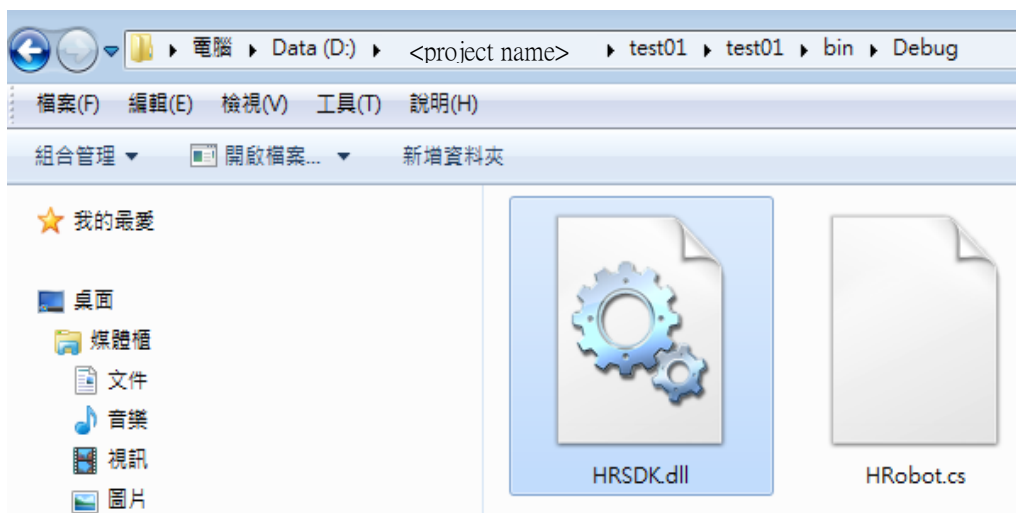 電腦 ▸ Data (D:) ▸ <project name> ▸ test01 ▸ test01 ▸ bin ▸ Debug
檔案(F) 編輯(E) 檢視(V) 工具(T) 說明(H)
組合管理 ▼ 開啟檔案... ▼ 新增資料夾
我的最愛
桌面
媒體櫃
文件
音樂
視訊
圖片
HRSDK.dll
HRobot.cs